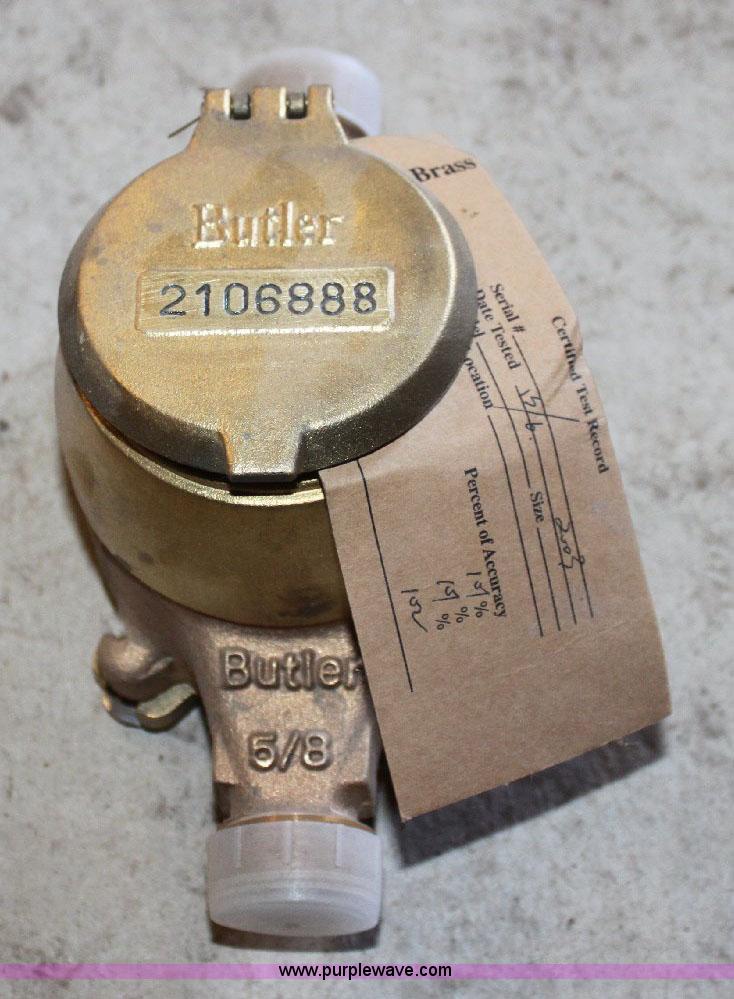 Butler
2106888
Brass
Certified Test Record
Serial #
Date Tested
Size
ocation
Percent of Accuracy
%
%
Butler
5/8
www.purplewave.com